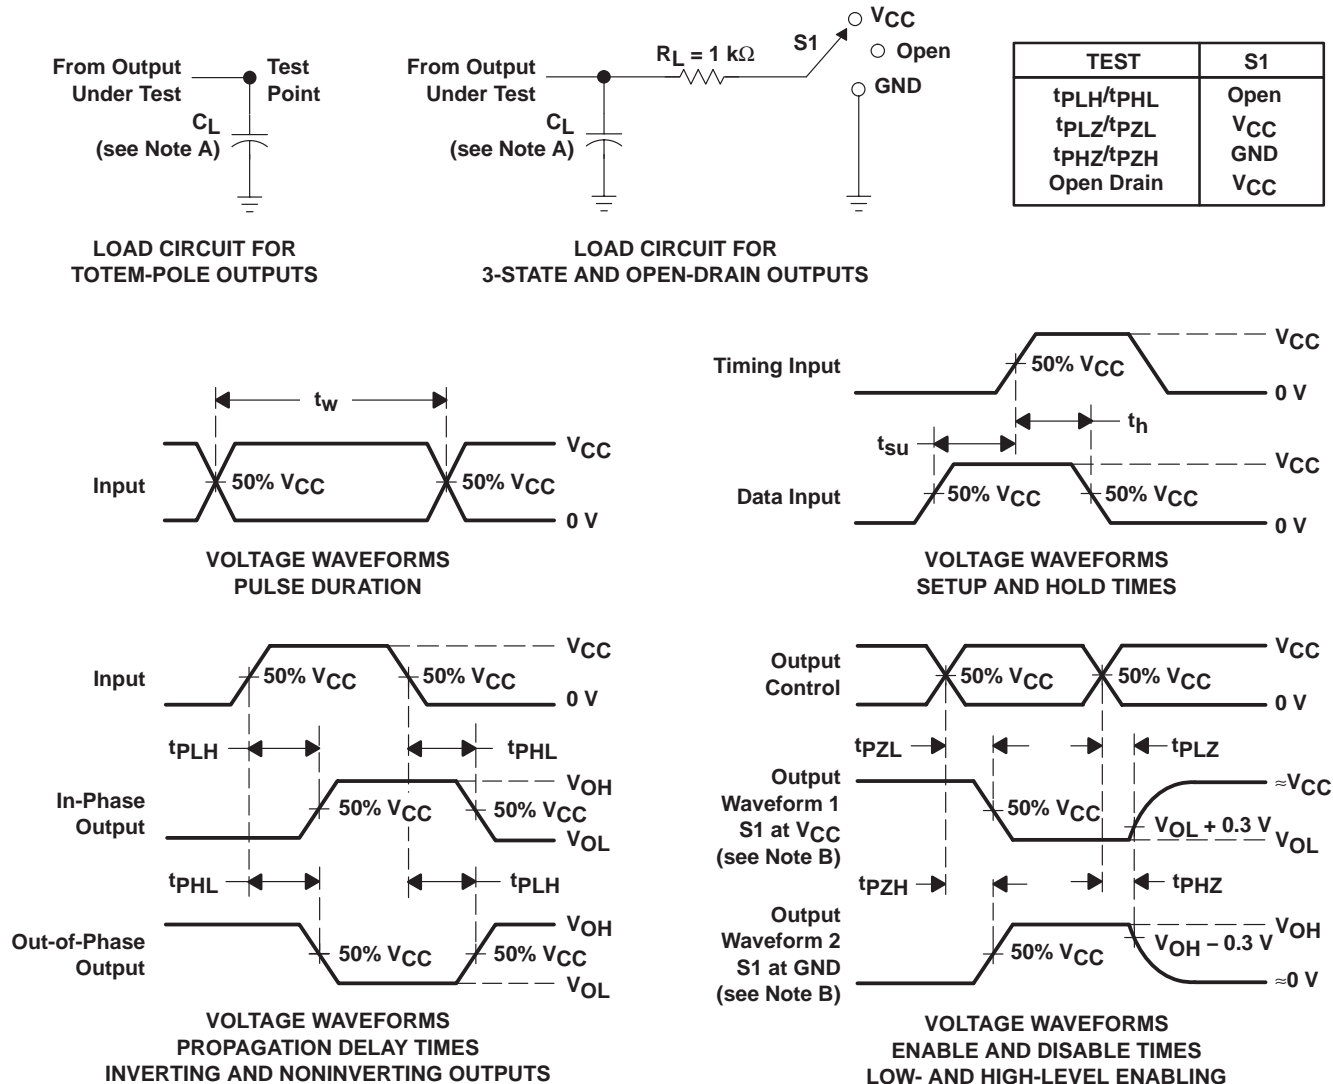 From Output
Under Test
Test
Point
CL
(see Note A)
LOAD CIRCUIT FOR
TOTEM-POLE OUTPUTS
From Output
Under Test
CL
(see Note A)
RL = 1 kΩ
S1
VCC
Open
GND
LOAD CIRCUIT FOR
3-STATE AND OPEN-DRAIN OUTPUTS
TEST S1
tPLH/tPHL Open
tPLZ/tPZL VCC
tPHZ/tPZH GND
Open Drain VCC
tw
Input
50% VCC
50% VCC
VCC
0 V
VOLTAGE WAVEFORMS
PULSE DURATION
Timing Input
50% VCC
VCC
0 V
tsu
th
Data Input
50% VCC
50% VCC
VCC
0 V
VOLTAGE WAVEFORMS
SETUP AND HOLD TIMES
Input
50% VCC
50% VCC
VCC
0 V
tPLH
tPHL
In-Phase
Output
50% VCC
50% VCC
VOH
VOL
tPHL
tPLH
Out-of-Phase
Output
50% VCC
50% VCC
VOH
VOL
VOLTAGE WAVEFORMS
PROPAGATION DELAY TIMES
INVERTING AND NONINVERTING OUTPUTS
Output
Control
50% VCC
50% VCC
VCC
0 V
tPZL
tPLZ
Output
Waveform 1
S1 at VCC
(see Note B)
50% VCC
≈VCC
VOL + 0.3 V
VOL
tPZH
tPHZ
Output
Waveform 2
S1 at GND
(see Note B)
50% VCC
VOH
VOH – 0.3 V
≈0 V
VOLTAGE WAVEFORMS
ENABLE AND DISABLE TIMES
LOW- AND HIGH-LEVEL ENABLING